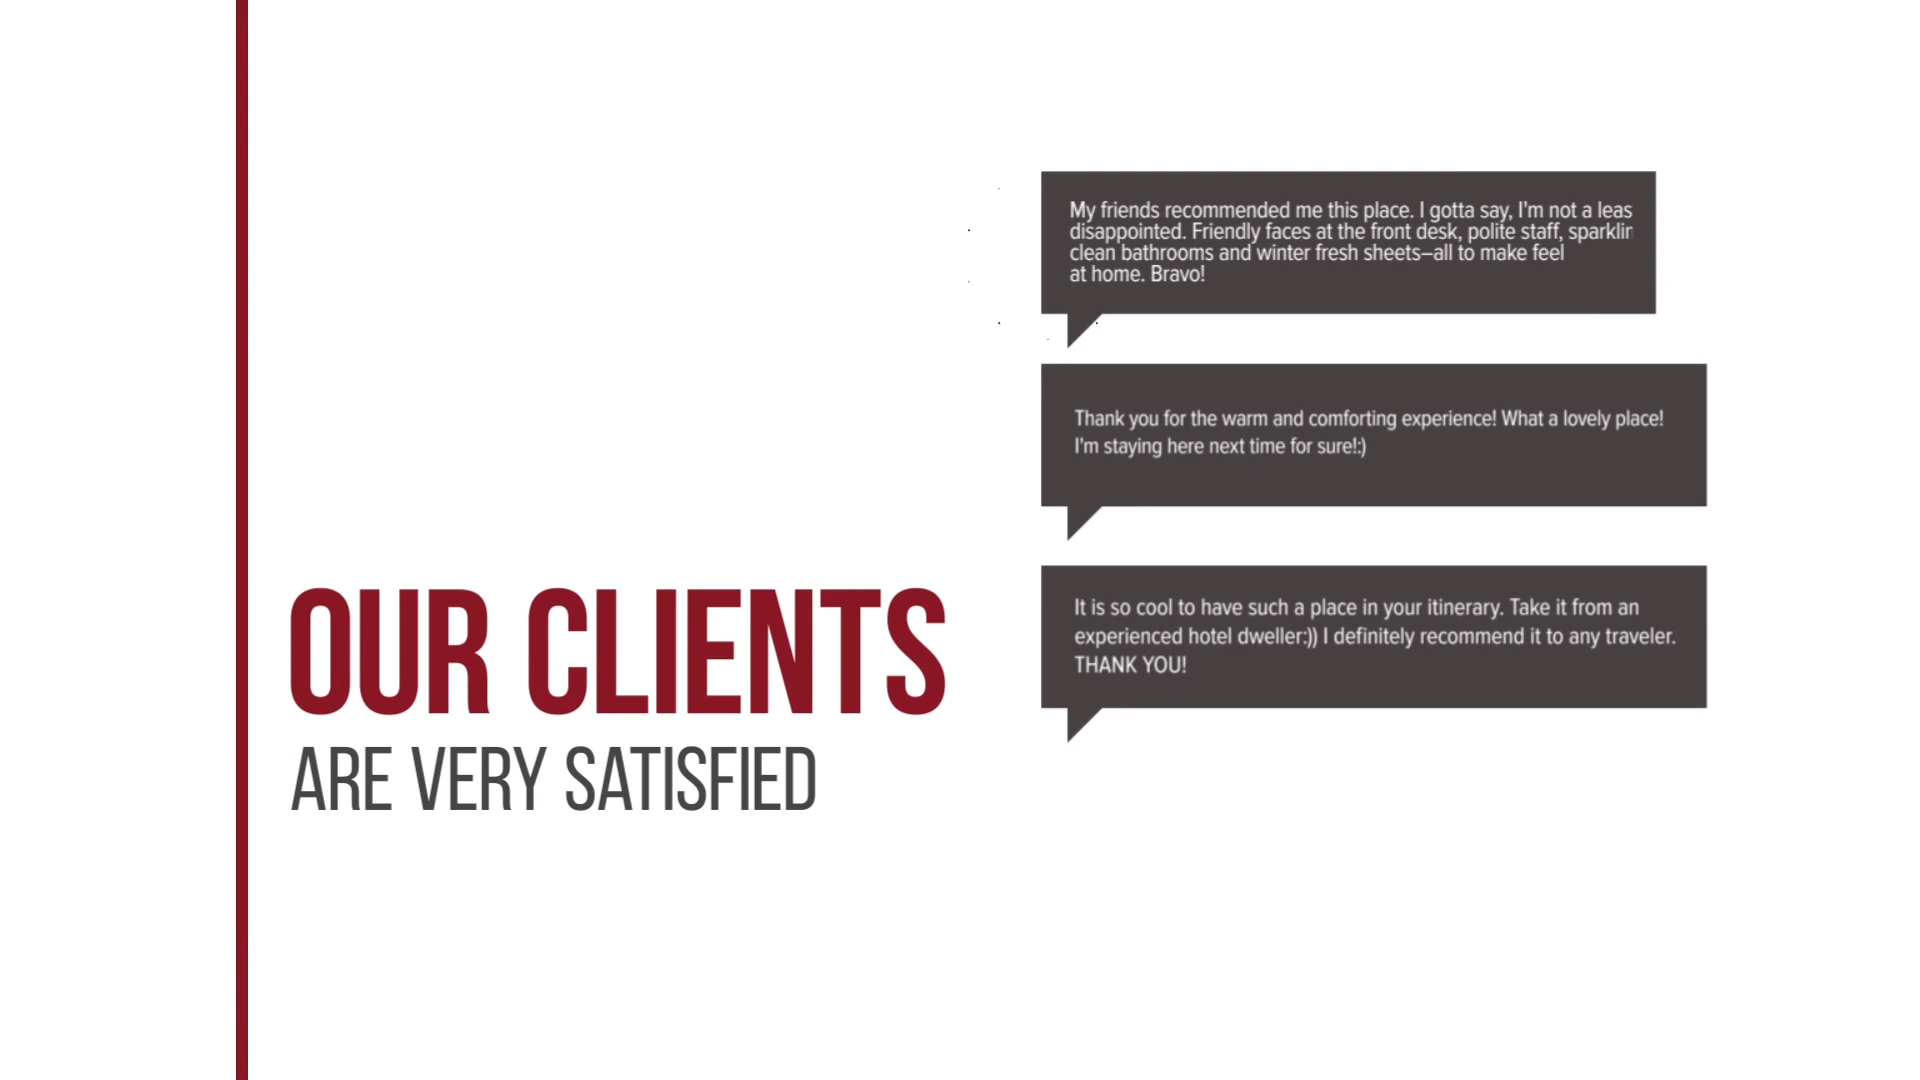 OUR CLIENTS
ARE VERY SATISFIED
My friends recommended me this place. I gotta say, I'm not a leas
disappointed. Friendly faces at the front desk, polite staff, sparklin
clean bathrooms and winter fresh sheets–all to make feel
at home. Bravo!
Thank you for the warm and comforting experience! What a lovely place!
I'm staying here next time for sure!:)
It is so cool to have such a place in your itinerary. Take it from an
experienced hotel dweller:)) I definitely recommend it to any traveler.
THANK YOU!